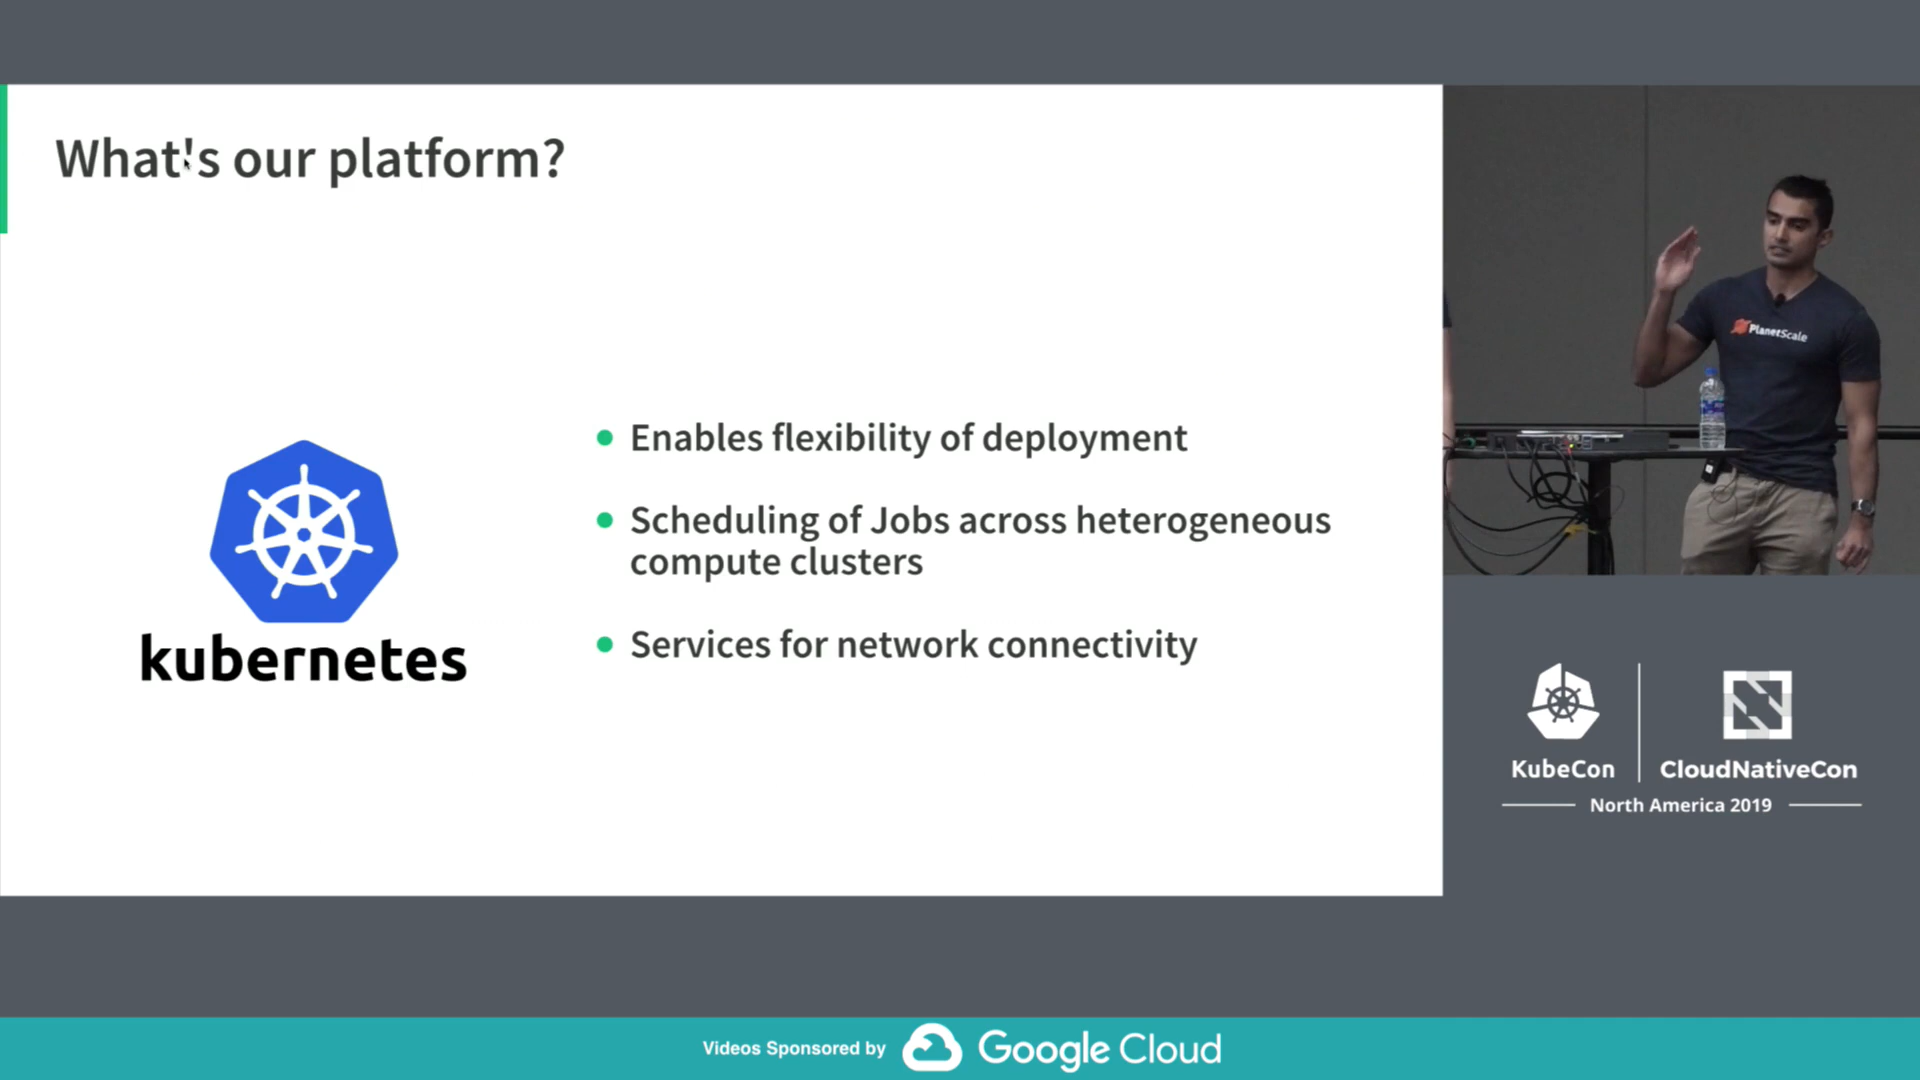 What's our platform?
kubernetes
Enables flexibility of deployment
Scheduling of Jobs across heterogeneous
compute clusters
Services for network connectivity
PlanetScale
KubeCon
CloudNativeCon
North America 2019
Videos Sponsored by
Google Cloud